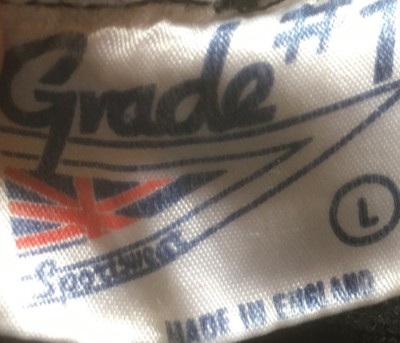 Grade #1
L
Sportswear
MADE IN ENGLAND